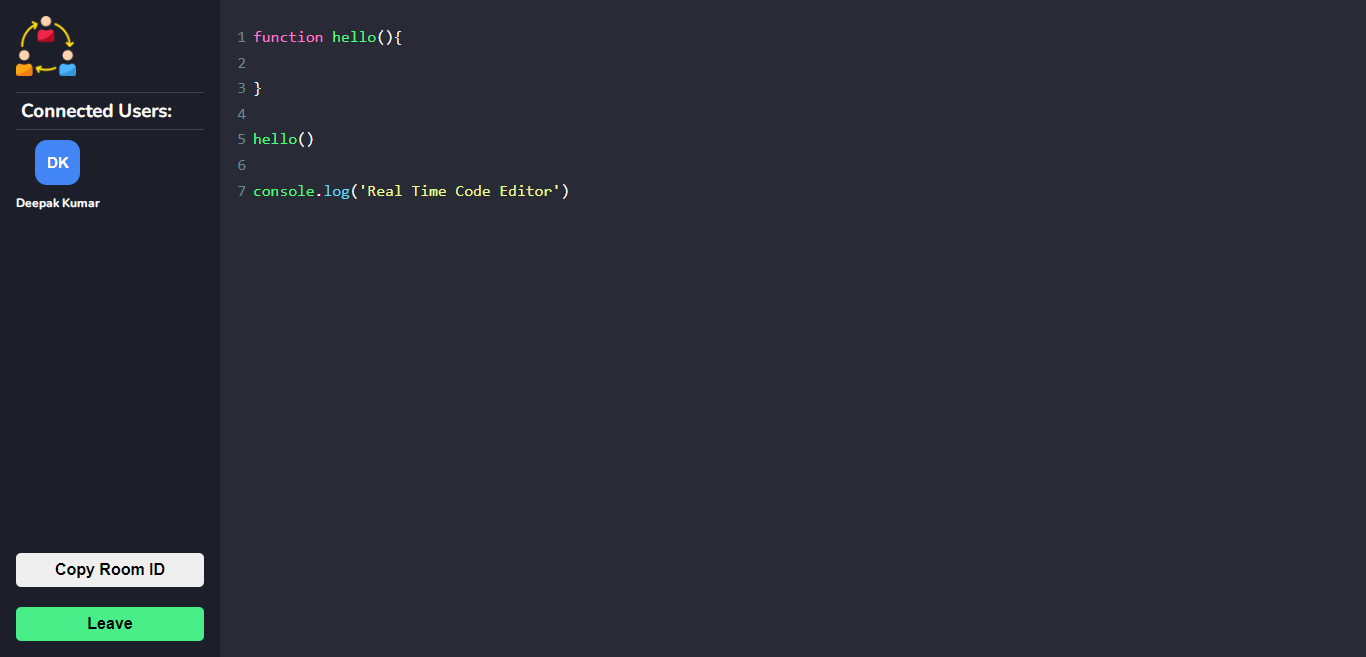 Connected Users:
DK
Deepak Kumar
Copy Room ID
Leave
1 function hello(){
2
3 }
4
5 hello()
6
7 console.log('Real Time Code Editor')